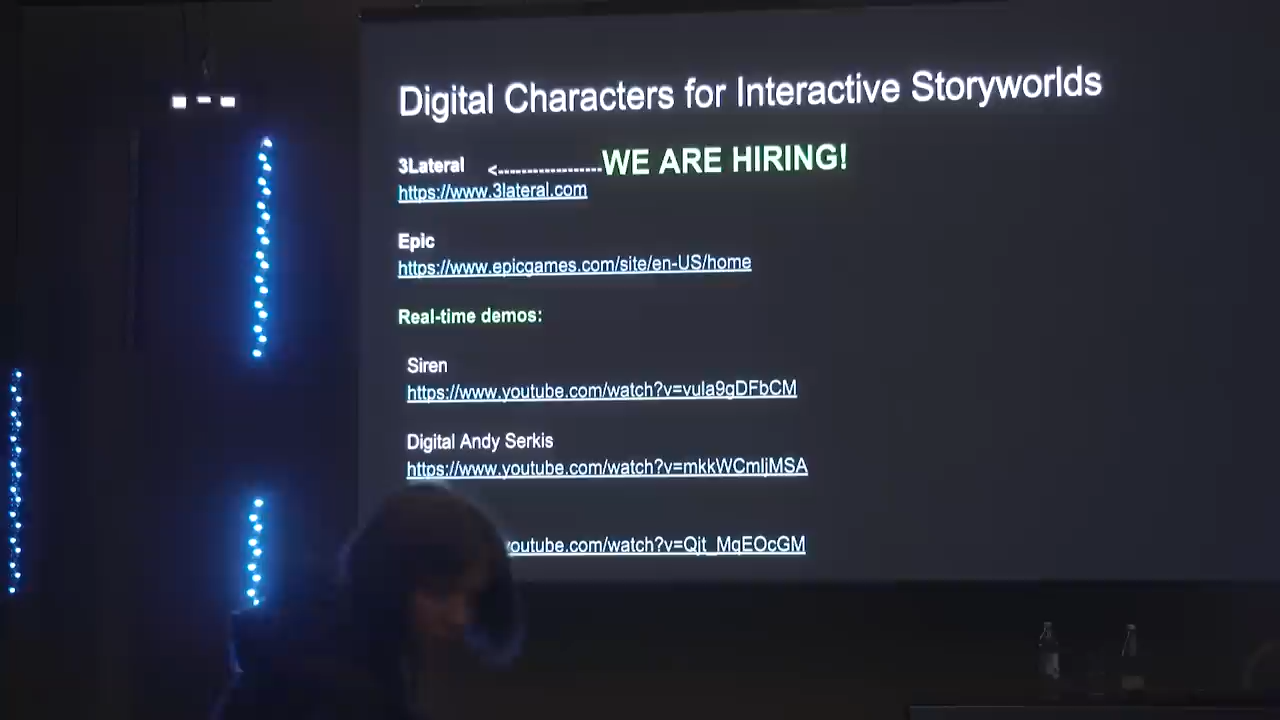 Digital Characters for Interactive Storyworlds
3Lateral <------------------WE ARE HIRING!
https://www.3lateral.com
Epic
https://www.epicgames.com/site/en-US/home
Real-time demos:
Siren
https://www.youtube.com/watch?v=vula9gDFbCM
Digital Andy Serkis
https://www.youtube.com/watch?v=mkkWCmljMSA
youtube.com/watch?v=Qjt_MqEOcGM